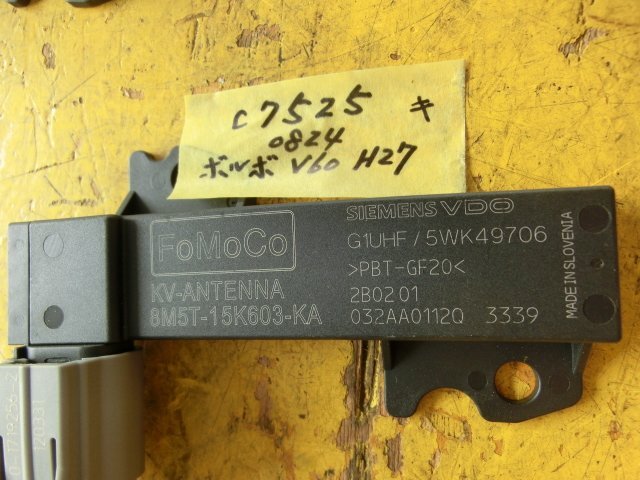 C7525 キ
0824
ボルボ V60 H27
FoMoCo
KV-ANTENNA
8M5T-15K603-KA
SIEMENS VDO
G1UHF / 5WK49706
>PBT-GF20<
2B02 01
032AA0112Q 3339
MADE IN SLOVENIA